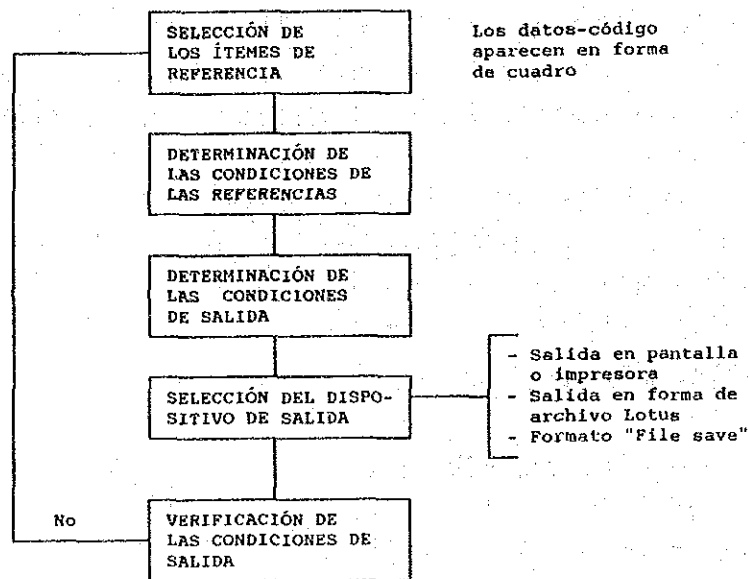 SELECCIÓN DE
LOS ÍTEMES DE
REFERENCIA
Los datos-código
aparecen en forma
de cuadro
DETERMINACIÓN DE
LAS CONDICIONES DE
LAS REFERENCIAS
DETERMINACIÓN DE
LAS CONDICIONES
DE SALIDA
SELECCIÓN DEL DISPO-
SITIVO DE SALIDA
- Salida en pantalla
o impresora
- Salida en forma de
archivo Lotus
- Formato "File save"
No
VERIFICACIÓN DE
LAS CONDICIONES DE
SALIDA